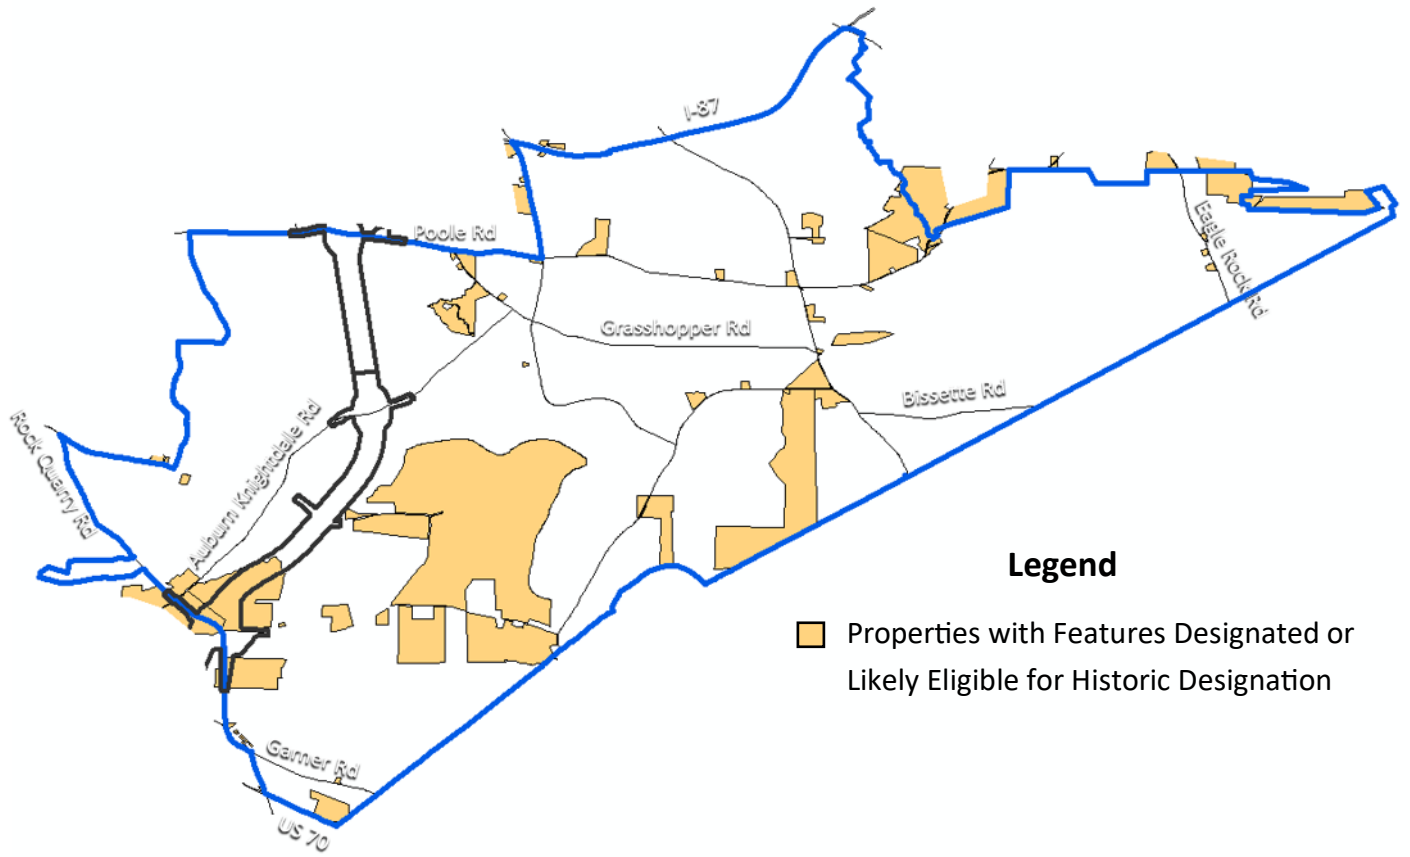 I-87
Poole Rd
Eagle Rock Rd
Grasshopper Rd
Bissette Rd
Rock Quarry Rd
Auburn Knightdale Rd
Legend
Properties with Features Designated or
Likely Eligible for Historic Designation
Garner Rd
US 70